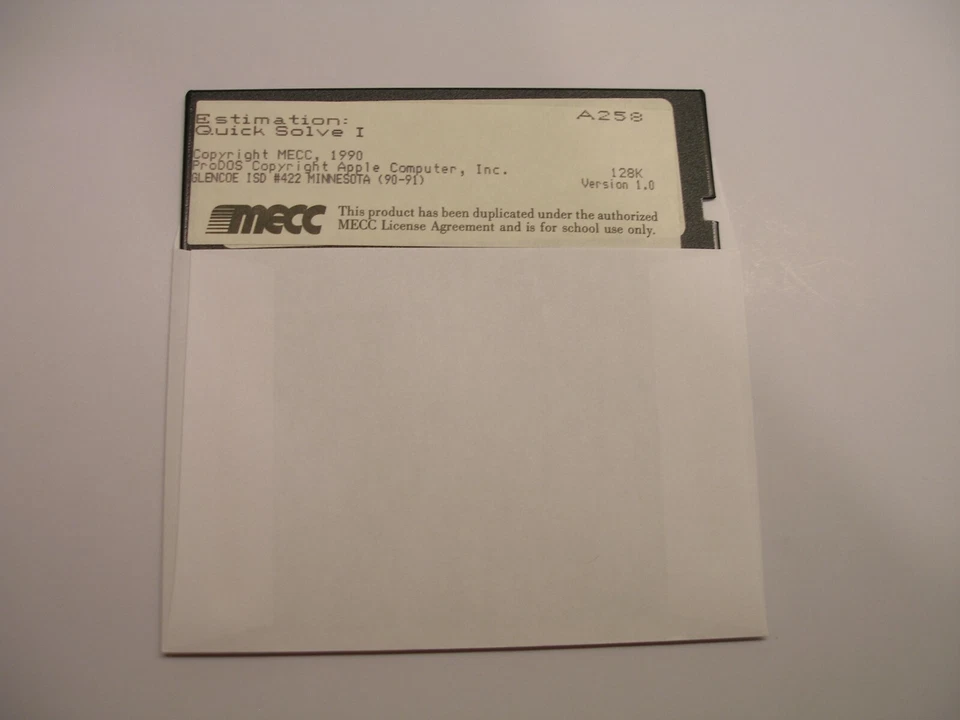 Estimation:
Quick Solve I
A258
Copyright MECC, 1990
ProDOS Copyright Apple Computer, Inc.
GLENCOE ISD #422 MINNESOTA (90-91)
128K
Version 1.0
mecc
This product has been duplicated under the authorized
MECC License Agreement and is for school use only.